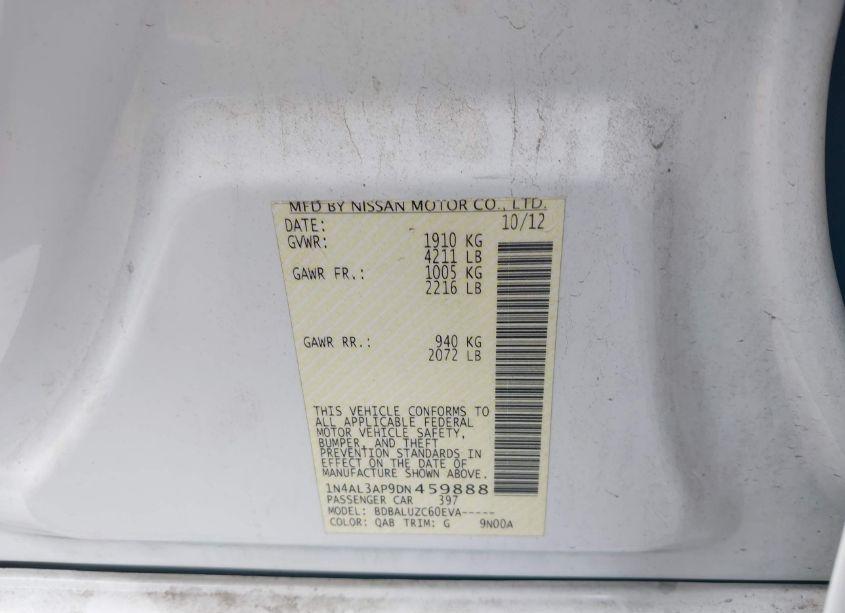 MFD BY NISSAN MOTOR CO., LTD.
DATE: 10/12
GVWR: 1910 KG
4211 LB
GAWR FR.: 1005 KG
2216 LB
GAWR RR.: 940 KG
2072 LB
THIS VEHICLE CONFORMS TO
ALL APPLICABLE FEDERAL
MOTOR VEHICLE SAFETY,
BUMPER, AND THEFT
PREVENTION STANDARDS IN
EFFECT ON THE DATE OF
MANUFACTURE SHOWN ABOVE.
1N4AL3AP9DN459888
PASSENGER CAR 397
MODEL: BDBALUZC60EVA-----
COLOR: QAB TRIM: G 9N00A